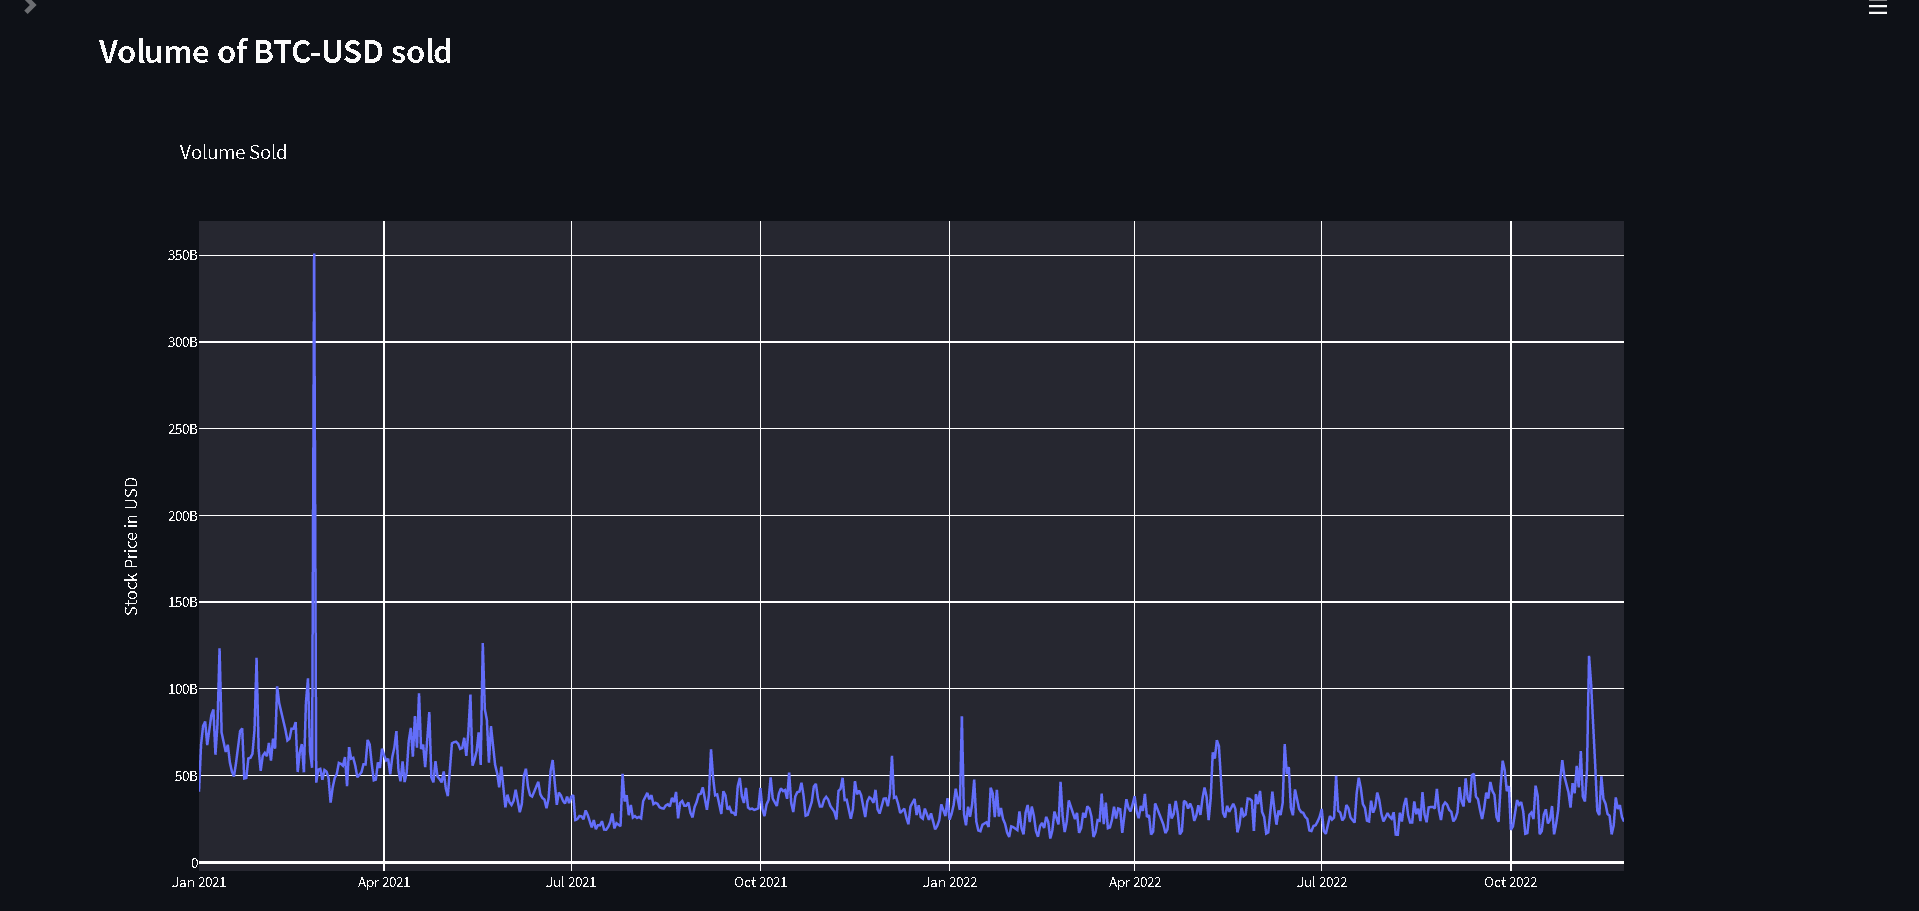 Volume of BTC-USD sold
Volume Sold
Stock Price in USD
350B
300B
250B
200B
150B
100B
50B
0
Jan 2021
Apr 2021
Jul 2021
Oct 2021
Jan 2022
Apr 2022
Jul 2022
Oct 2022